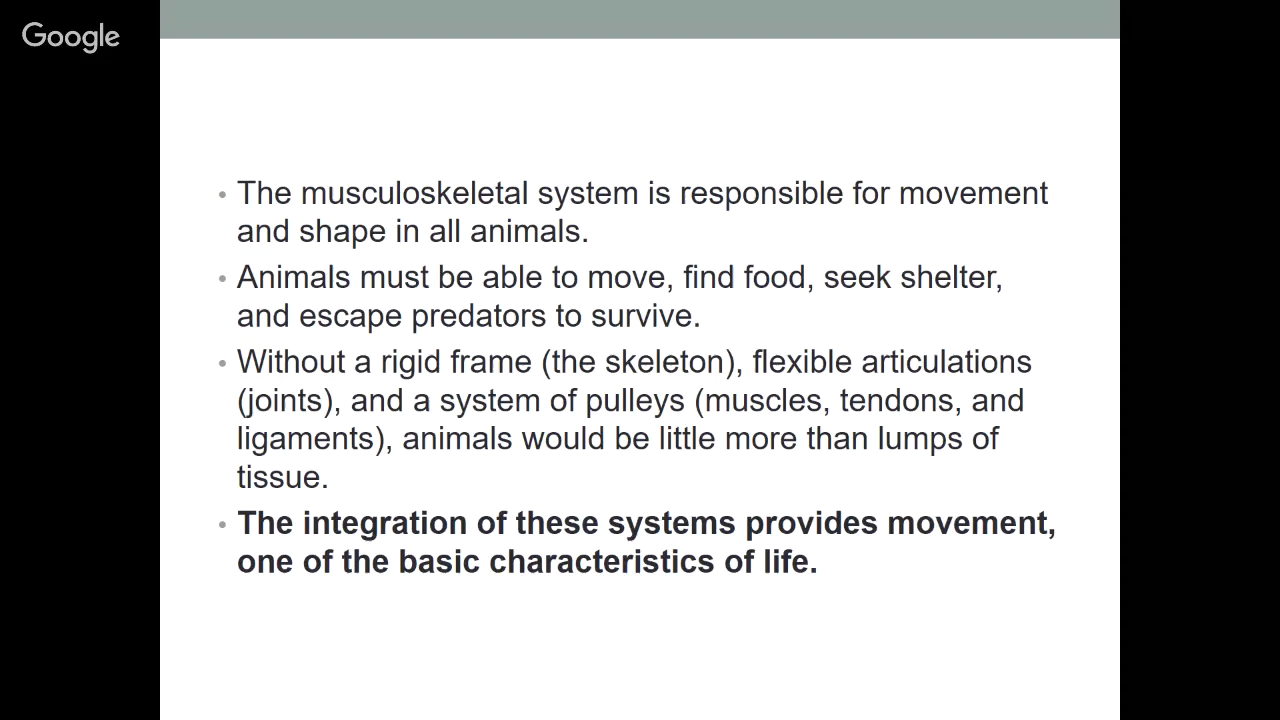 Google
• The musculoskeletal system is responsible for movement
and shape in all animals.
• Animals must be able to move, find food, seek shelter,
and escape predators to survive.
• Without a rigid frame (the skeleton), flexible articulations
(joints), and a system of pulleys (muscles, tendons, and
ligaments), animals would be little more than lumps of
tissue.
• The integration of these systems provides movement,
one of the basic characteristics of life.